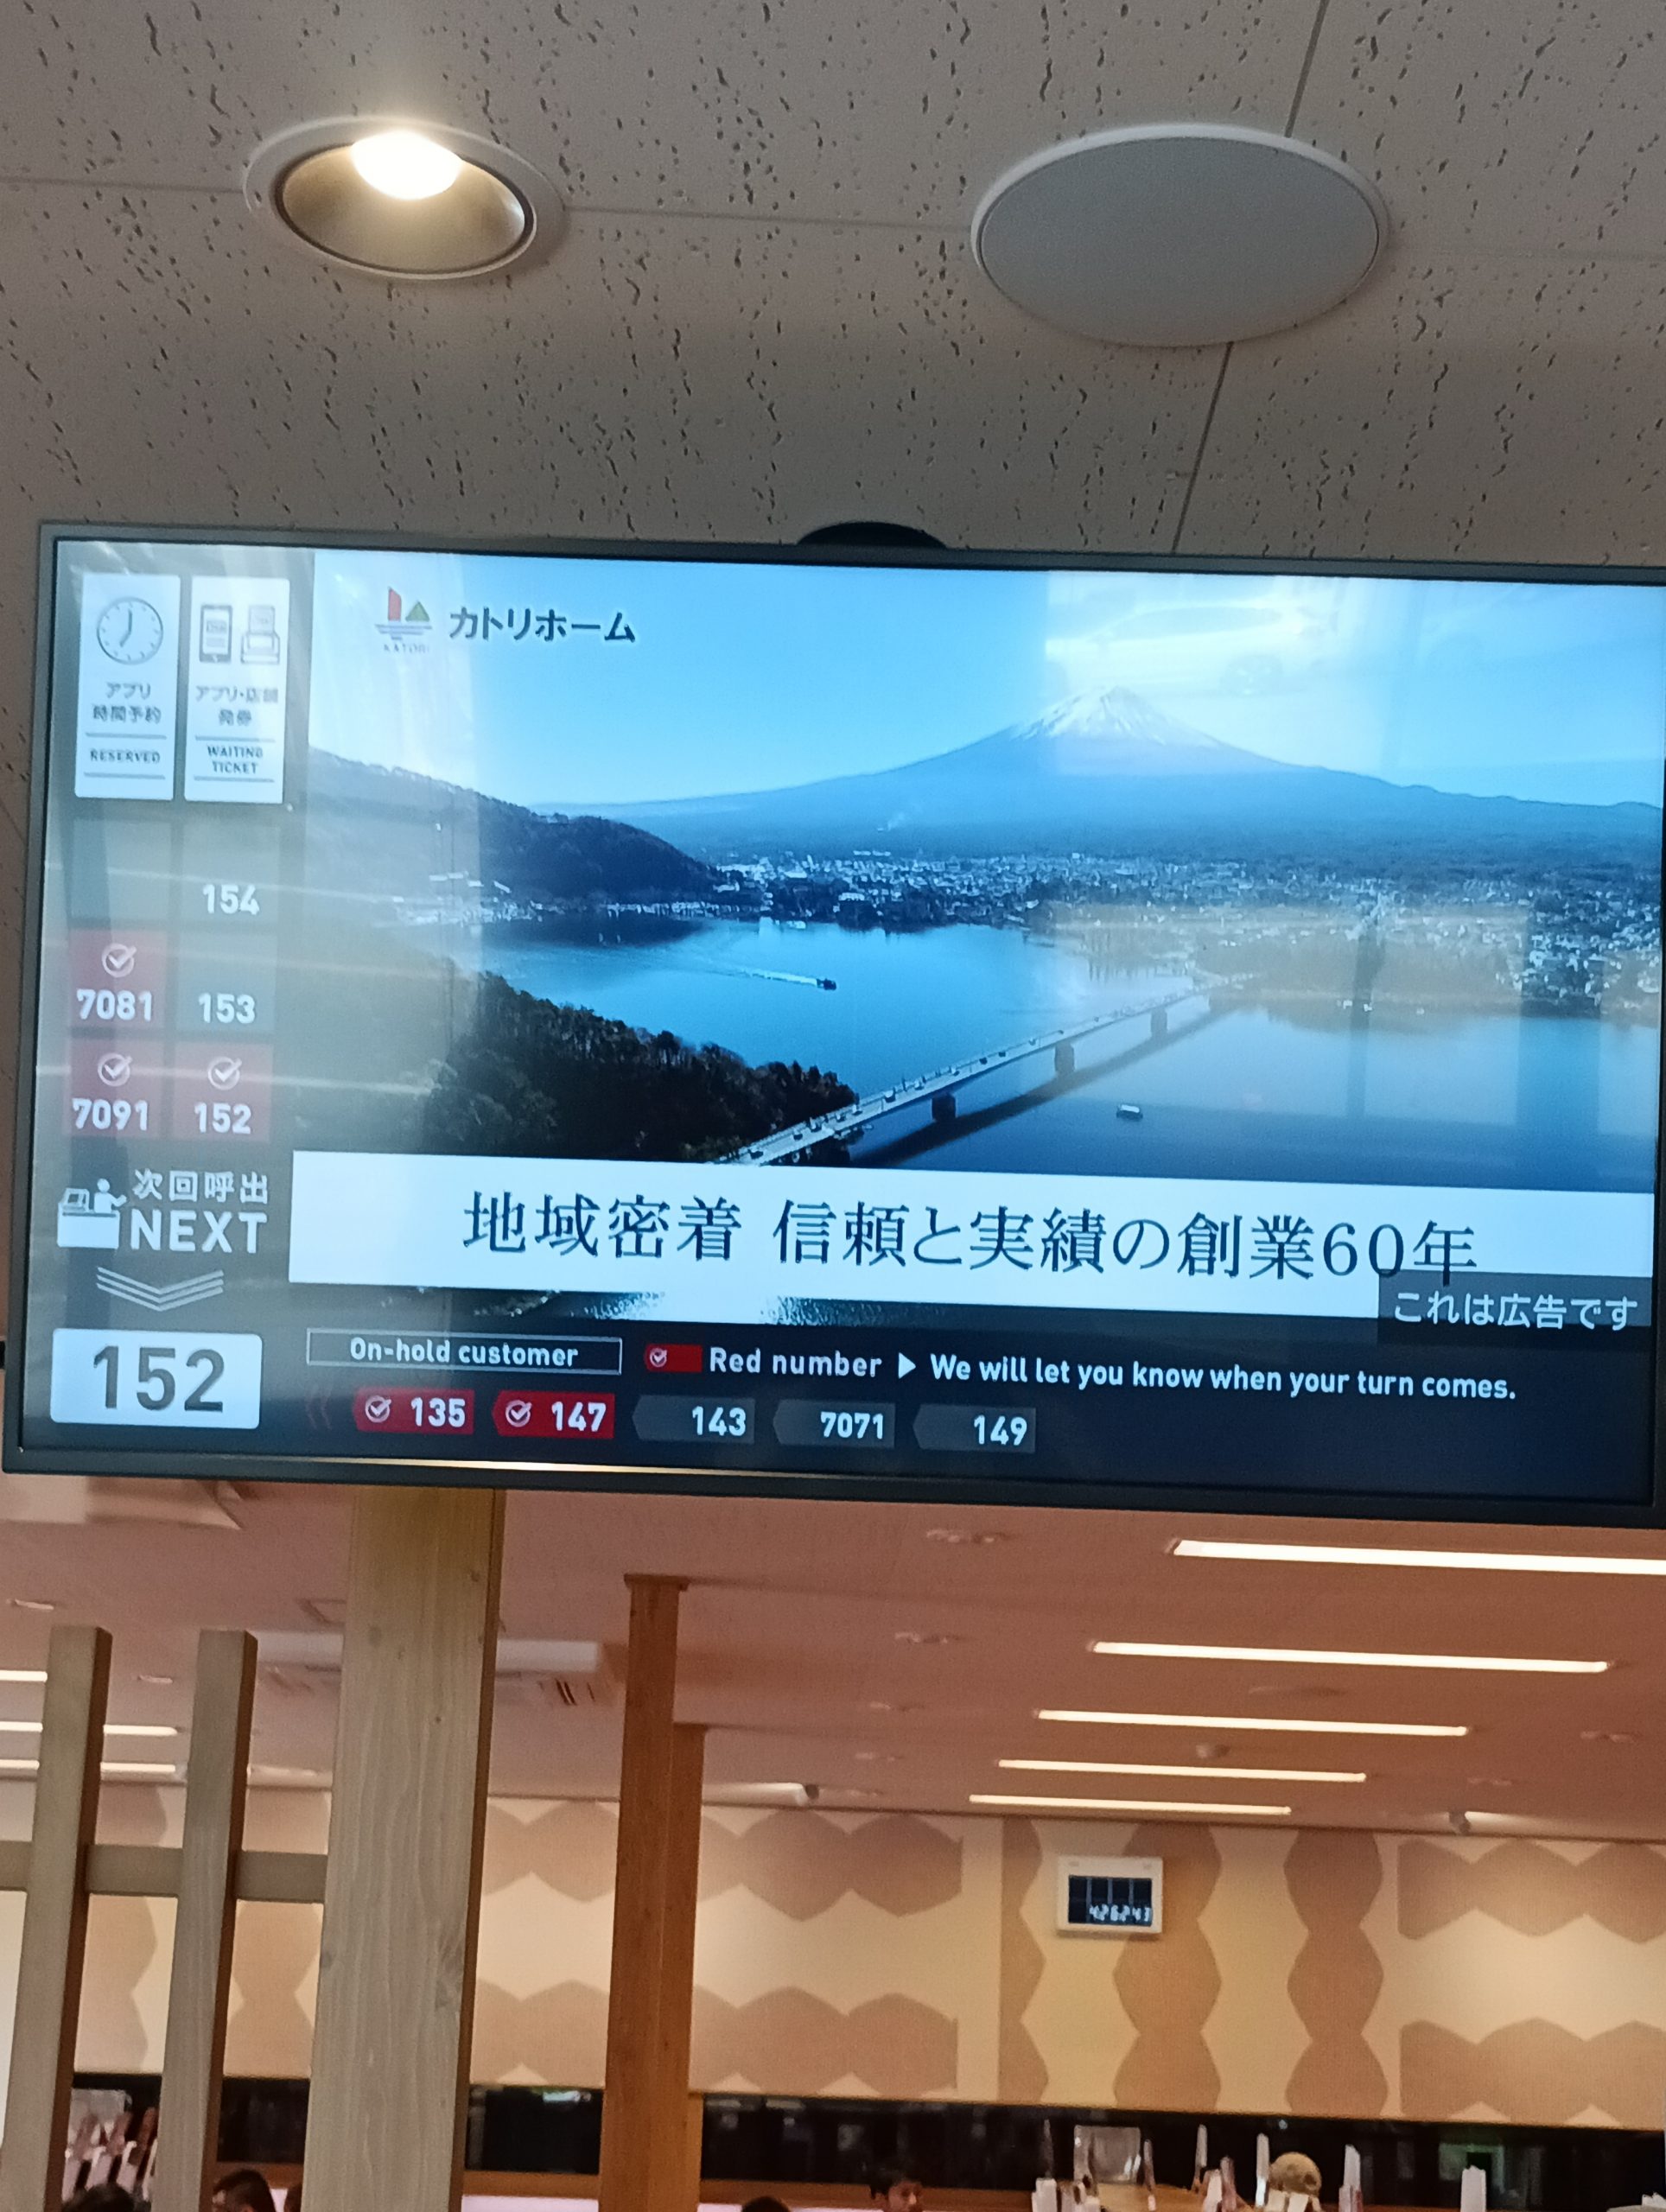 アプリ
時間予約
RESERVED
アプリ・店舗
発券
WAITING
TICKET
KATORI
カトリホーム
154
7081 153
7091 152
次回呼出
NEXT
152
地域密着 信頼と実績の創業60年
これは広告です
On-hold customer
Red number ▶ We will let you know when your turn comes.
135 147 143 7071 149